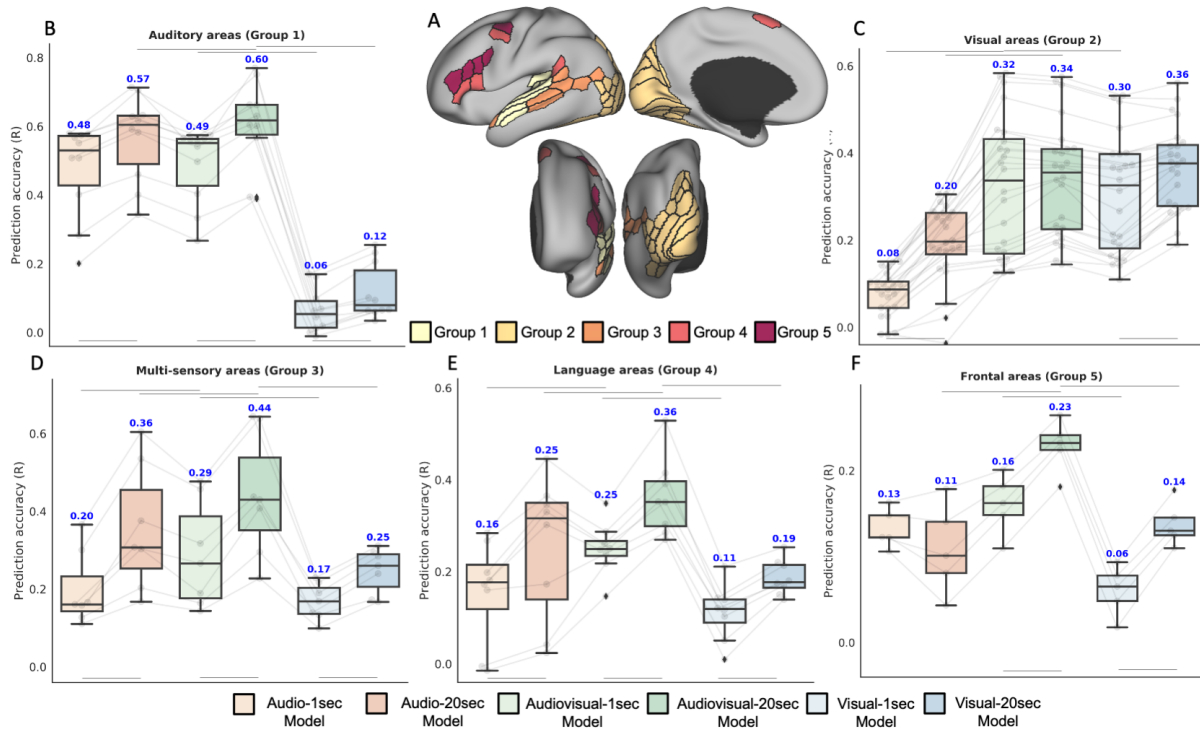 B
Auditory areas (Group 1)
Prediction accuracy (R)
0.8
0.6
0.4
0.2
0.0
0.48
0.57
0.49
0.60
0.06
0.12
A
Group 1
Group 2
Group 3
Group 4
Group 5
C
Visual areas (Group 2)
Prediction accuracy
0.6
0.4
0.2
0.0
0.08
0.20
0.32
0.34
0.30
0.36
D
Multi-sensory areas (Group 3)
Prediction accuracy (R)
0.6
0.4
0.2
0.0
0.20
0.36
0.29
0.44
0.17
0.25
E
Language areas (Group 4)
Prediction accuracy (R)
0.6
0.4
0.2
0.0
0.16
0.25
0.25
0.36
0.11
0.19
F
Frontal areas (Group 5)
Prediction accuracy (R)
0.2
0.0
0.13
0.11
0.16
0.23
0.06
0.14
Audio-1sec
Model
Audio-20sec
Model
Audiovisual-1sec
Model
Audiovisual-20sec
Model
Visual-1sec
Model
Visual-20sec
Model